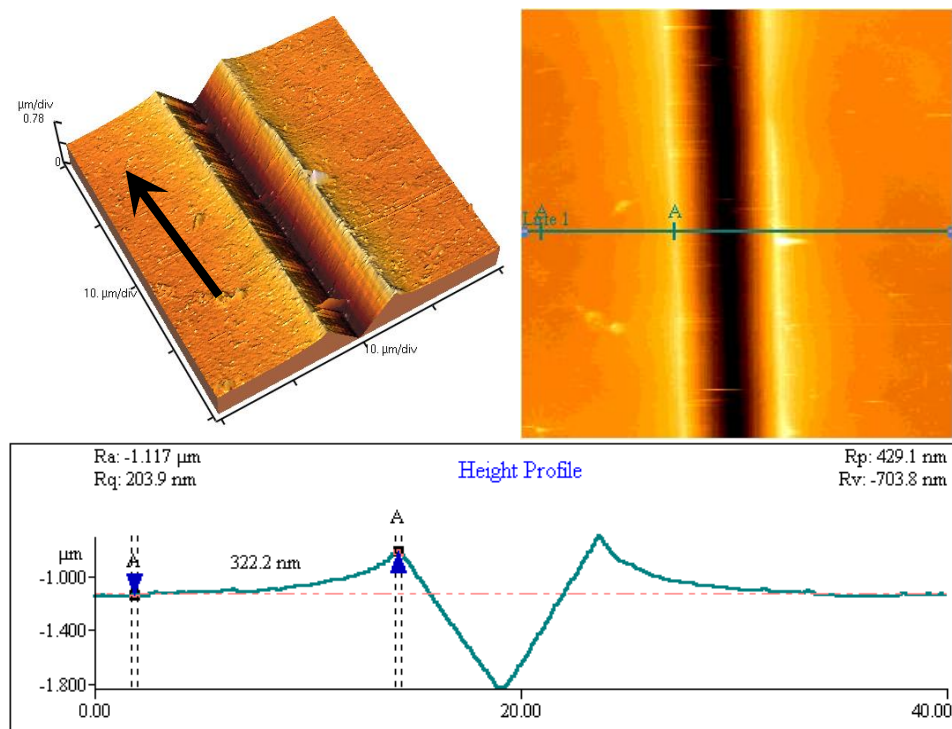 µm/div
0.78
0
10. µm/div
10. µm/div
A
A
Line 1
Ra: -1.117 µm
Rq: 203.9 nm
Height Profile
Rp: 429.1 nm
Rv: -703.8 nm
A
A
µm
322.2 nm
-1.000
-1.400
-1.800
0.00
20.00
40.00